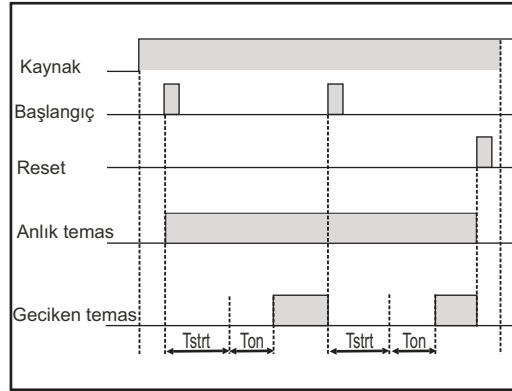 Kaynak
Başlangıç
Reset
Anlık temas
Geciken temas
Tstrt Ton Tstrt Ton